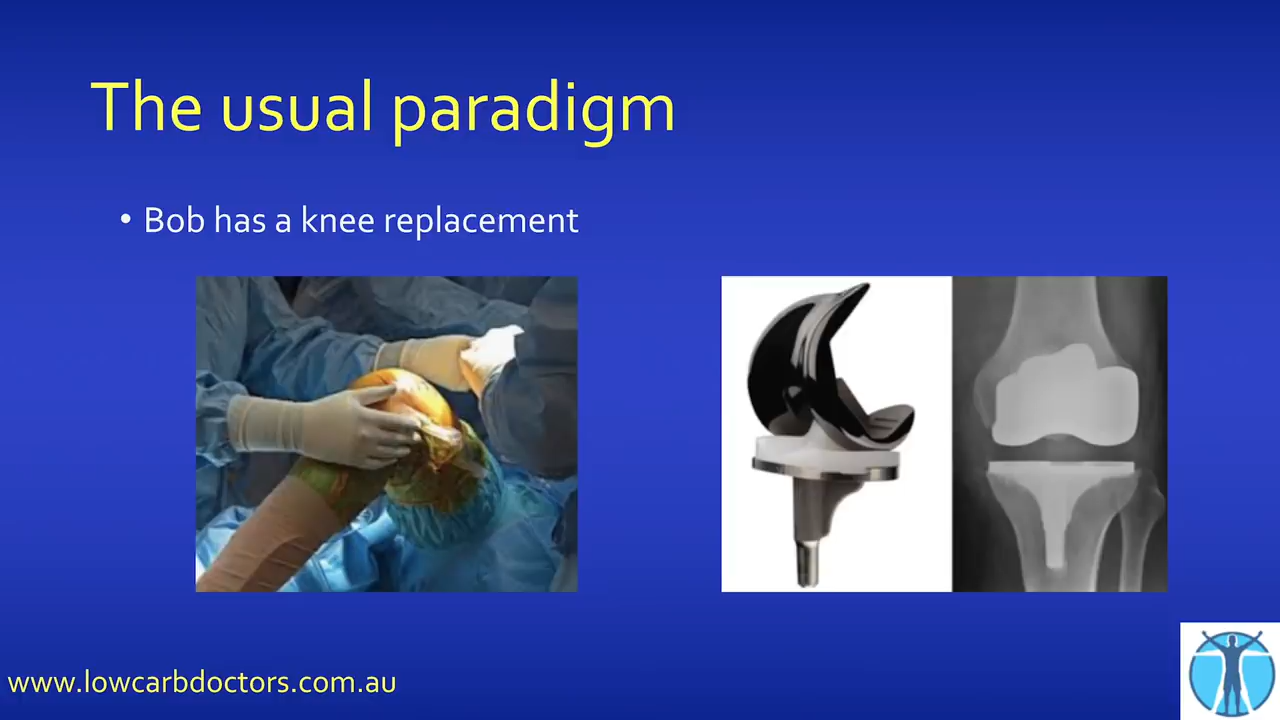 The usual paradigm
• Bob has a knee replacement
www.lowcarbdoctors.com.au